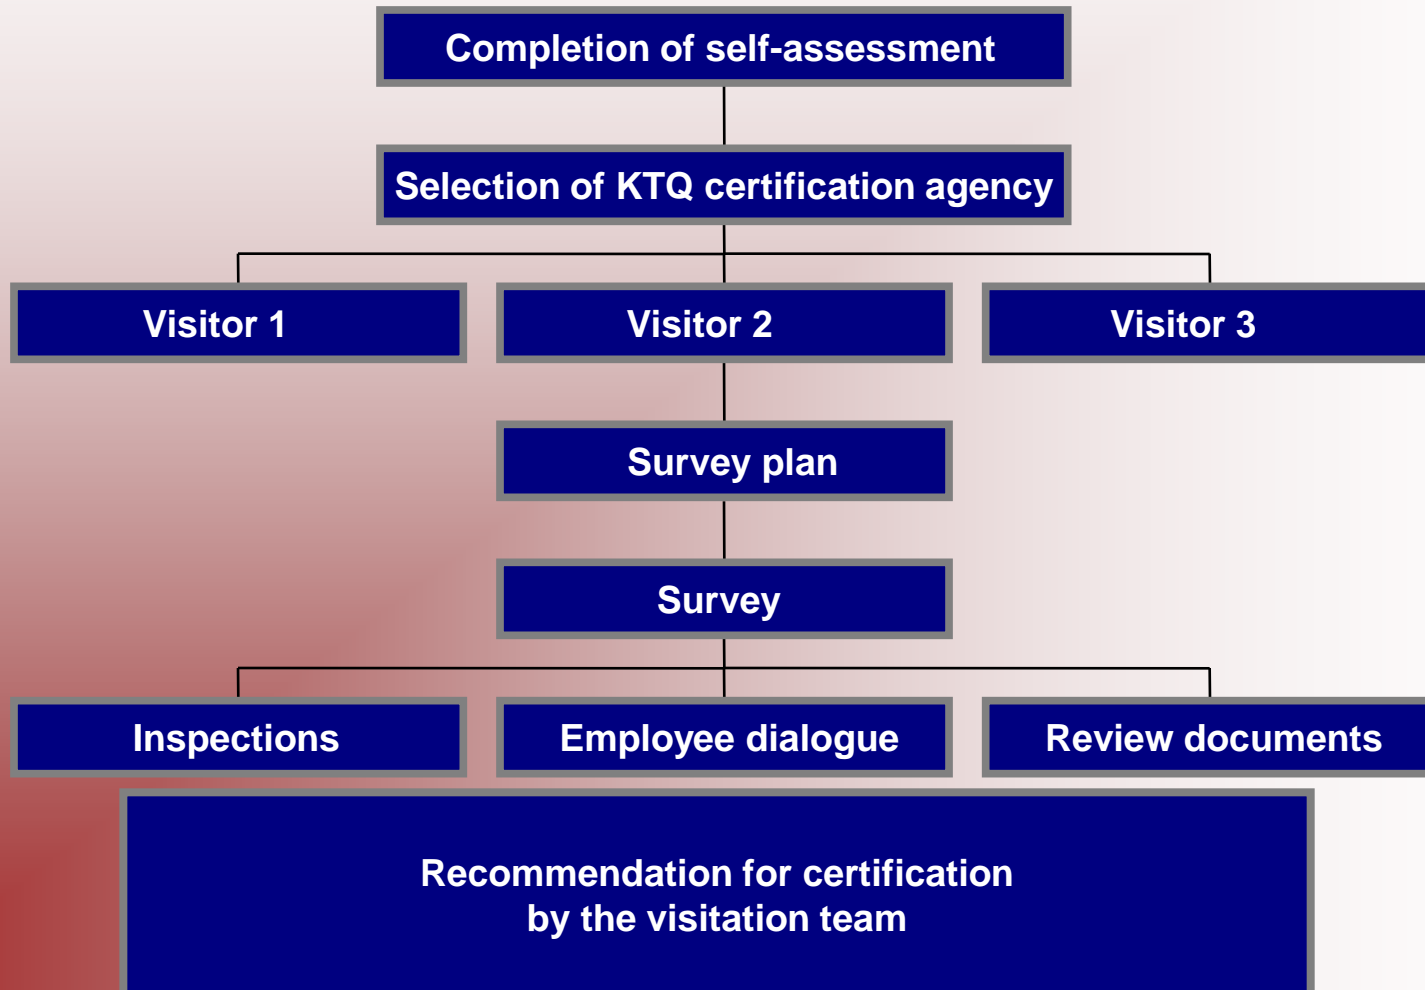 Completion of self-assessment
Selection of KTQ certification agency
Visitor 1
Visitor 2
Visitor 3
Survey plan
Survey
Inspections
Employee dialogue
Review documents
Recommendation for certification
by the visitation team